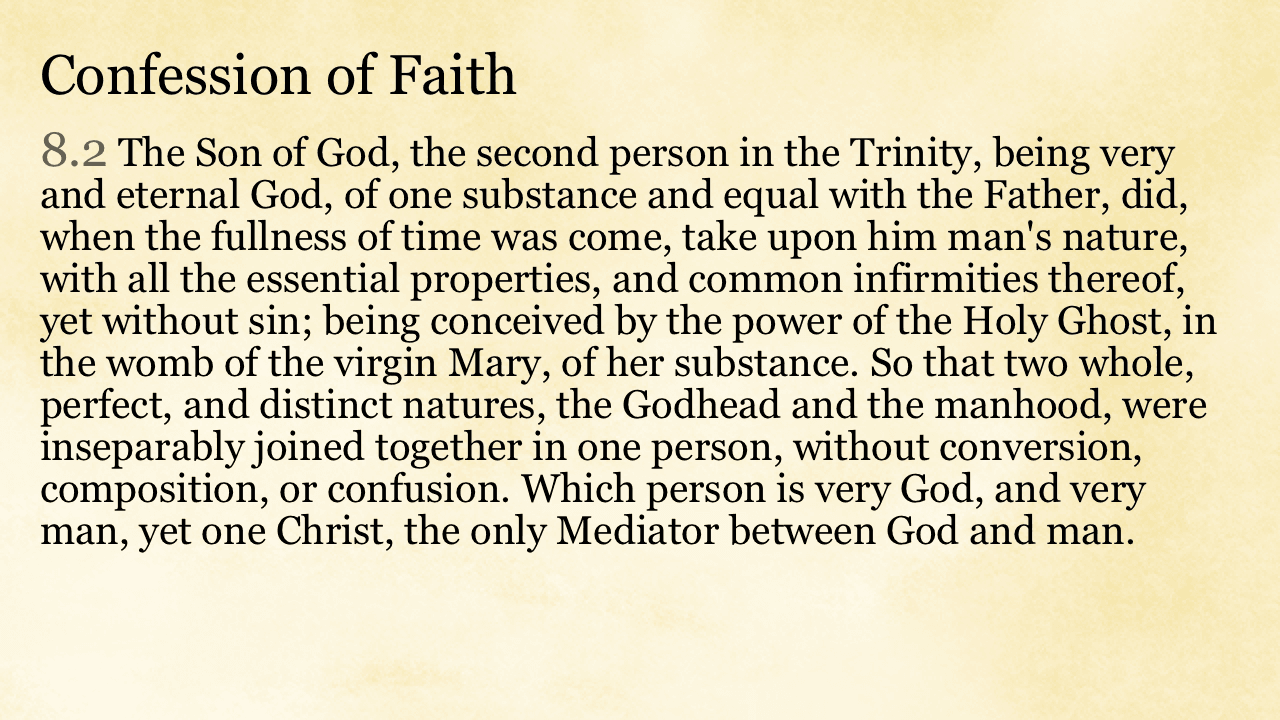 Confession of Faith
8.2 The Son of God, the second person in the Trinity, being very
and eternal God, of one substance and equal with the Father, did,
when the fullness of time was come, take upon him man's nature,
with all the essential properties, and common infirmities thereof,
yet without sin; being conceived by the power of the Holy Ghost, in
the womb of the virgin Mary, of her substance. So that two whole,
perfect, and distinct natures, the Godhead and the manhood, were
inseparably joined together in one person, without conversion,
composition, or confusion. Which person is very God, and very
man, yet one Christ, the only Mediator between God and man.